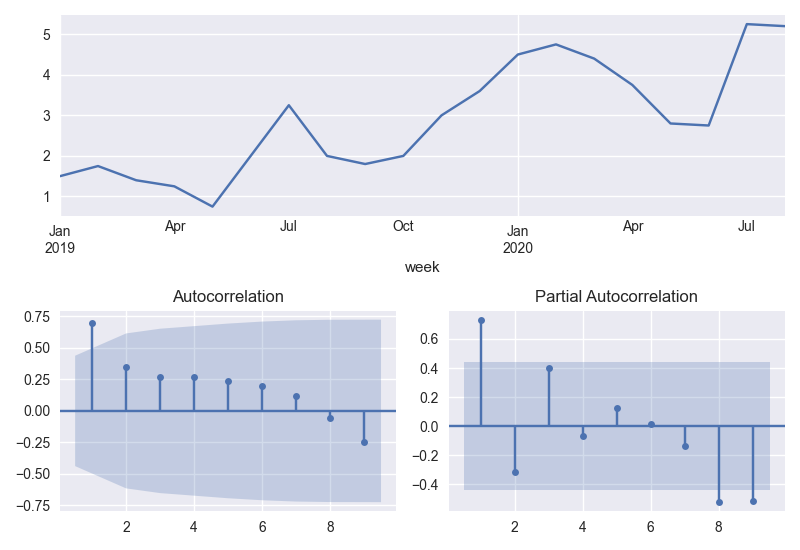 5
4
3
2
1
Jan
2019
Apr
Jul
Oct
Jan
2020
Apr
Jul
week
Autocorrelation
0.75
0.50
0.25
0.00
−0.25
−0.50
−0.75
2 4 6 8
Partial Autocorrelation
0.6
0.4
0.2
0.0
−0.2
−0.4
2 4 6 8